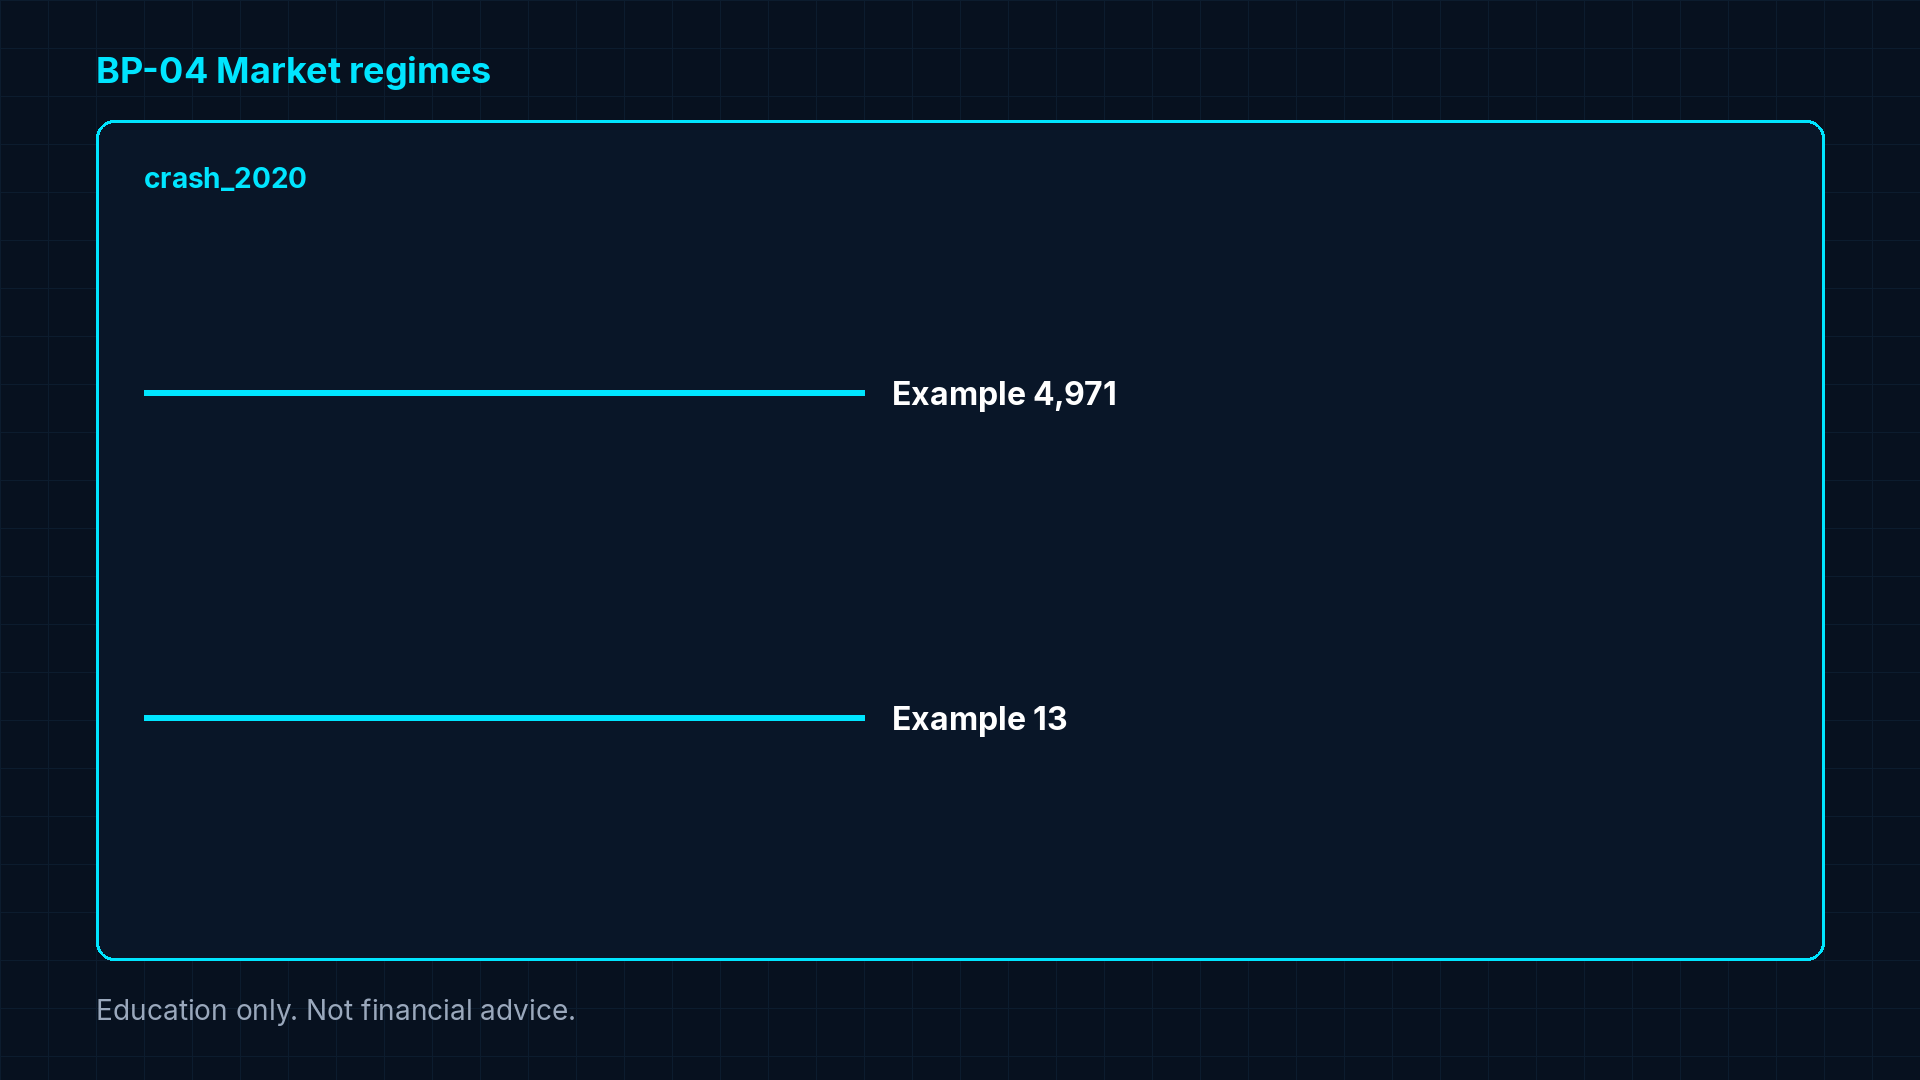 BP-04 Market regimes
crash_2020
Example 4,971
Example 13
Education only. Not financial advice.